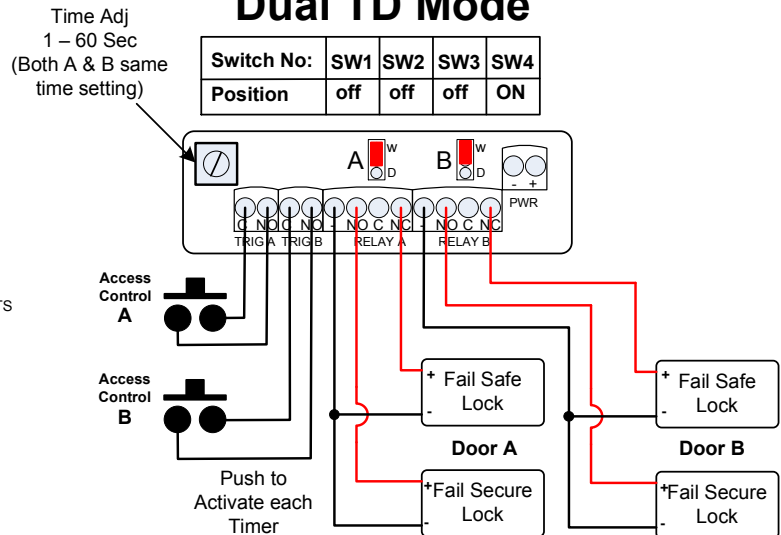 Dual TD Mode
Time Adj
1 – 60 Sec
(Both A & B same
time setting)
Switch No: SW1 SW2 SW3 SW4
Position off off off ON
A W D
B W D
- +
PWR
C NO C NO - NO C NC - NO C NC
TRIG A TRIG B RELAY A RELAY B
Access
Control
A
rs
Access
Control
B
Push to
Activate each
Timer
+ Fail Safe
- Lock
Door A
+Fail Secure
- Lock
+ Fail Safe
- Lock
Door B
+Fail Secure
- Lock